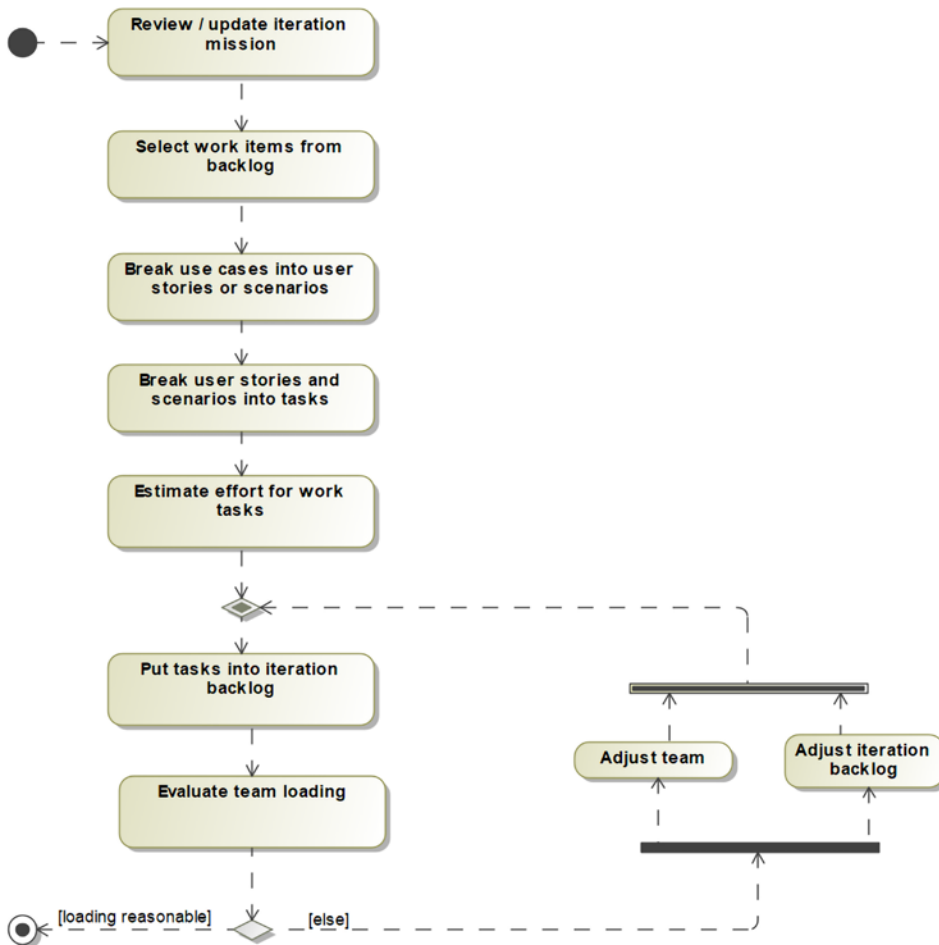 Review / update iteration
mission
Select work items from
backlog
Break use cases into user
stories or scenarios
Break user stories and
scenarios into tasks
Estimate effort for work
tasks
Put tasks into iteration
backlog
Adjust team
Adjust iteration
backlog
Evaluate team loading
[loading reasonable]
[else]